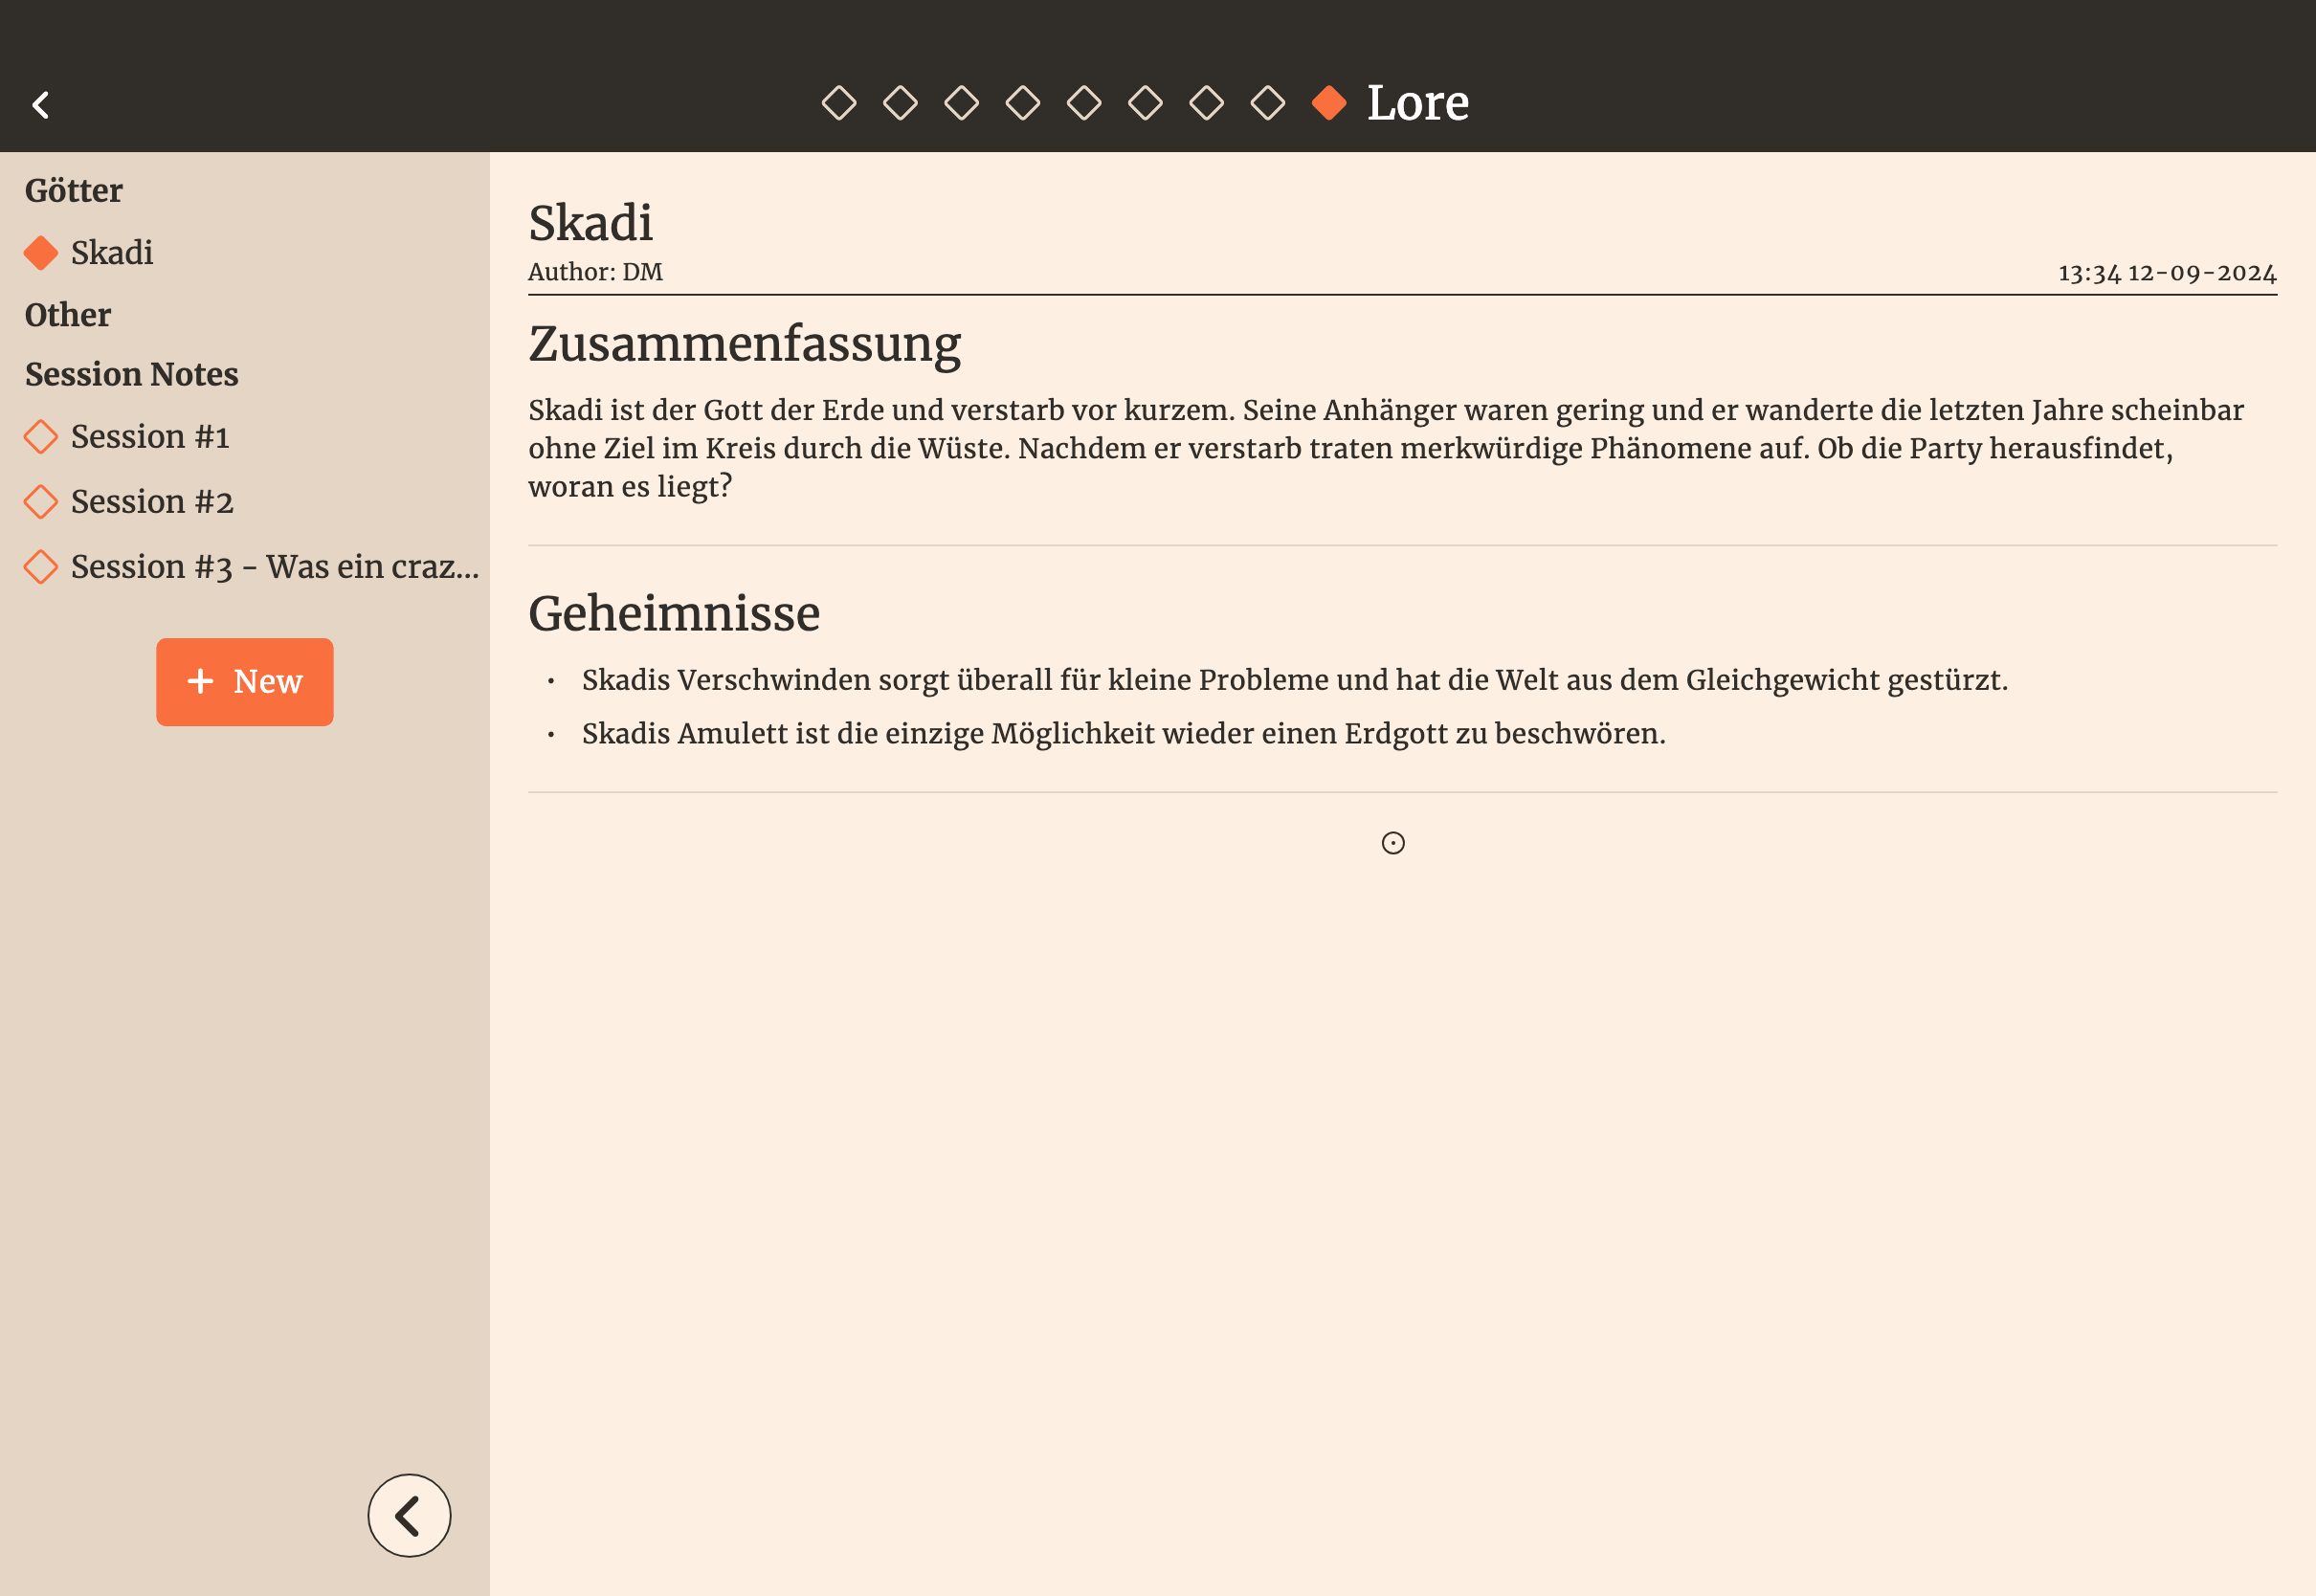 Lore
Götter
Skadi
Other
Session Notes
Session #1
Session #2
Session #3 - Was ein craz...
+ New
Skadi
Author: DM
13:34 12-09-2024
Zusammenfassung
Skadi ist der Gott der Erde und verstarb vor kurzem. Seine Anhänger waren gering und er wanderte die letzten Jahre scheinbar
ohne Ziel im Kreis durch die Wüste. Nachdem er verstarb traten merkwürdige Phänomene auf. Ob die Party herausfindet,
woran es liegt?
Geheimnisse
• Skadis Verschwinden sorgt überall für kleine Probleme und hat die Welt aus dem Gleichgewicht gestürzt.
• Skadis Amulett ist die einzige Möglichkeit wieder einen Erdgott zu beschwören.